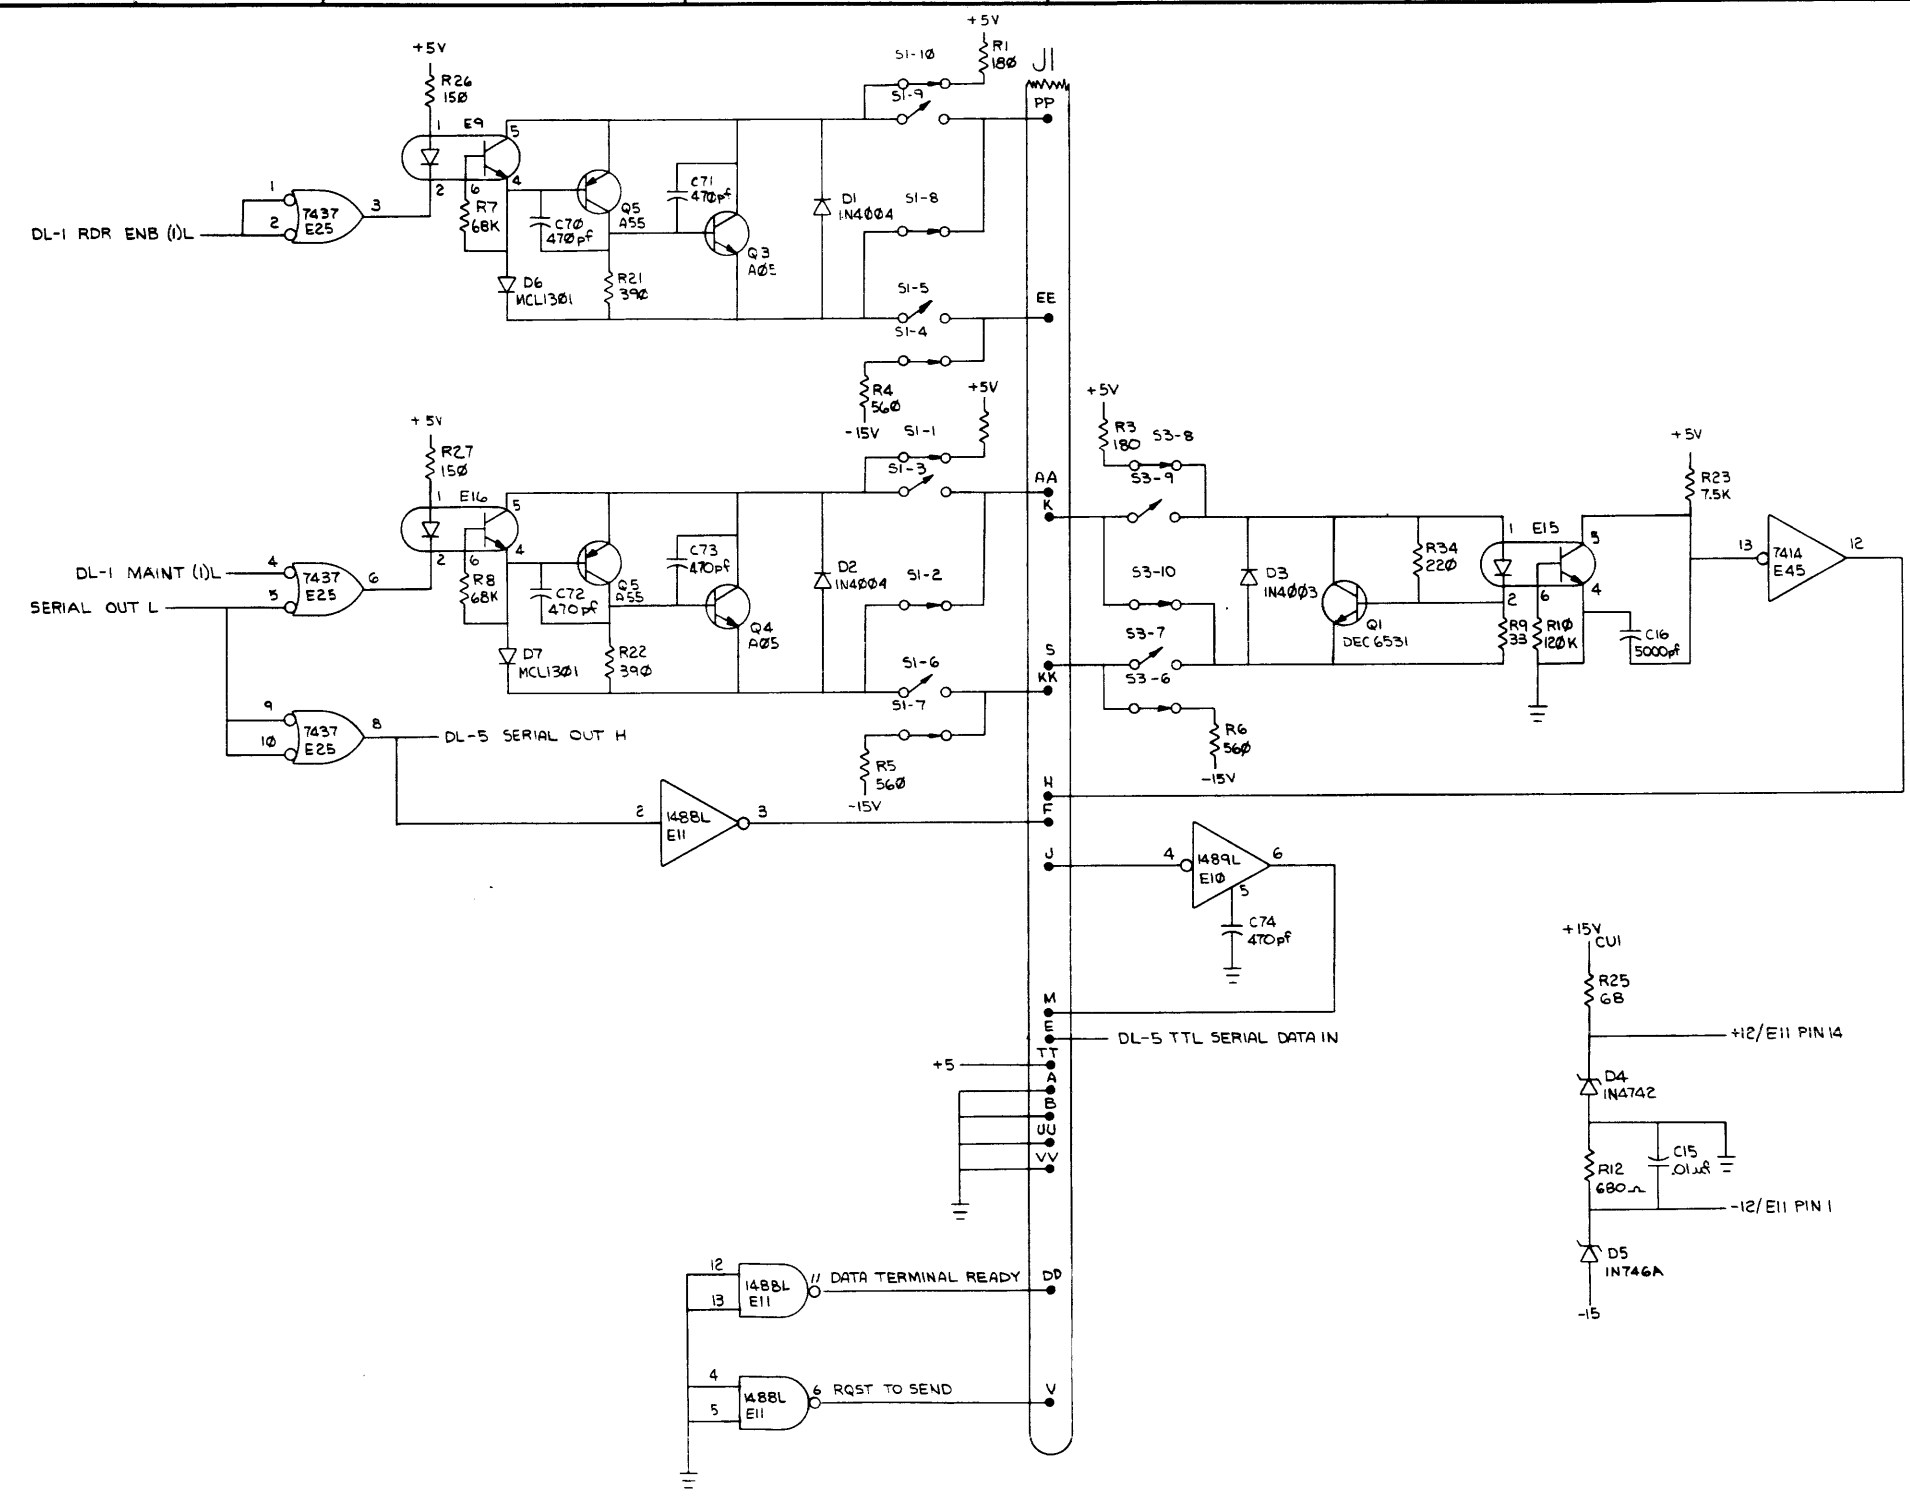 +5V
R26
150
1
E9
5
2
6
4
R7
68K
1
2
3
7437
E25
DL-1 RDR ENB (1)L
C70
470pf
Q5
A55
C71
470pf
Q3
D6
MCL1301
R21
390
D1
1N4004
S1-10
+5V
R1
180
S1-9
S1-8
S1-5
S1-4
R4
560
-15V
J1
PP
EE
+5V
R27
150
1
E16
5
2
6
4
R8
68K
DL-1 MAINT (1)L
SERIAL OUT L
4
5
6
7437
E25
C72
470pf
Q5
A55
C73
470pf
Q4
A05
D7
MCL1301
R22
390
D2
1N4004
S1-1
+5V
S1-3
S1-2
S1-6
S1-7
R5
560
-15V
AA
K
S
KK
+5V
R3
180
S3-8
S3-9
S3-10
S3-7
S3-6
R6
560
-15V
D3
1N4003
Q1
DEC6531
R34
220
1
E15
5
2
6
4
R9
33
R10
120K
C16
5000pf
+5V
R23
7.5K
13
7414
E45
12
9
10
8
7437
E25
DL-5 SERIAL OUT H
2
1488L
E11
3
H
F
J
4
1489L
E10
6
5
C74
470pf
M
E
DL-5 TTL SERIAL DATA IN
+5
TT
A
B
UU
VV
+15V
CU1
R25
68
+12/E11 PIN 14
D4
1N4742
R12
680Ω
C15
.01uf
-12/E11 PIN 1
D5
1N746A
-15
12
13
1488L
E11
11
DATA TERMINAL READY
DD
4
5
1488L
E11
6
RQST TO SEND
V